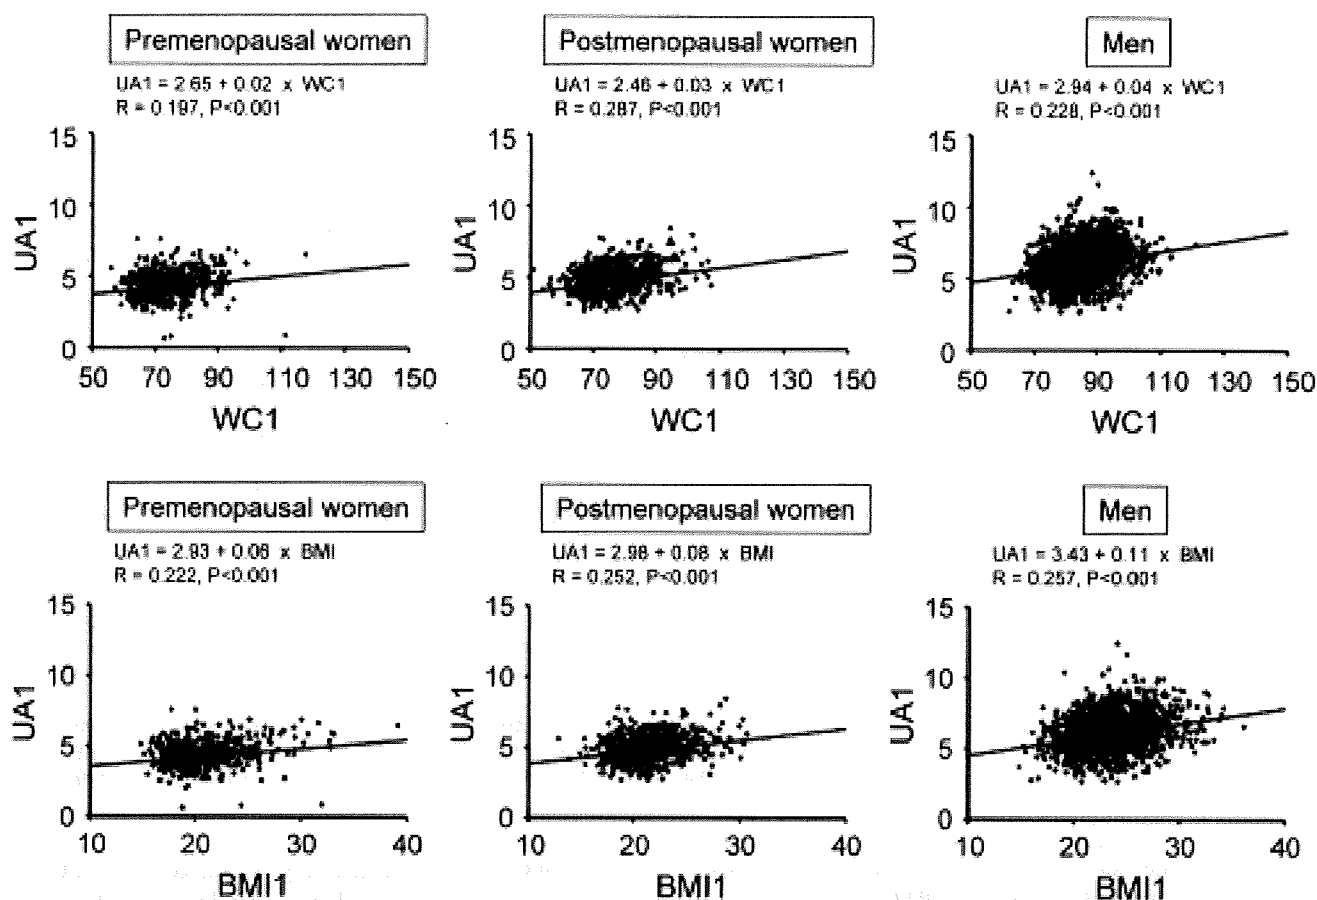 Premenopausal women
UA1 = 2.65 + 0.02 x WC1
R = 0.197, P<0.001
15
10
5
0
UA1
50 70 90 110 130 150
WC1
Postmenopausal women
UA1 = 2.46 + 0.03 x WC1
R = 0.287, P<0.001
15
10
5
0
UA1
50 70 90 110 130 150
WC1
Men
UA1 = 2.94 + 0.04 x WC1
R = 0.228, P<0.001
15
10
5
0
UA1
50 70 90 110 130 150
WC1
Premenopausal women
UA1 = 2.93 + 0.06 x BMI
R = 0.222, P<0.001
15
10
5
0
UA1
10 20 30 40
BMI1
Postmenopausal women
UA1 = 2.98 + 0.08 x BMI
R = 0.252, P<0.001
15
10
5
0
UA1
10 20 30 40
BMI1
Men
UA1 = 3.43 + 0.11 x BMI
R = 0.257, P<0.001
15
10
5
0
UA1
10 20 30 40
BMI1